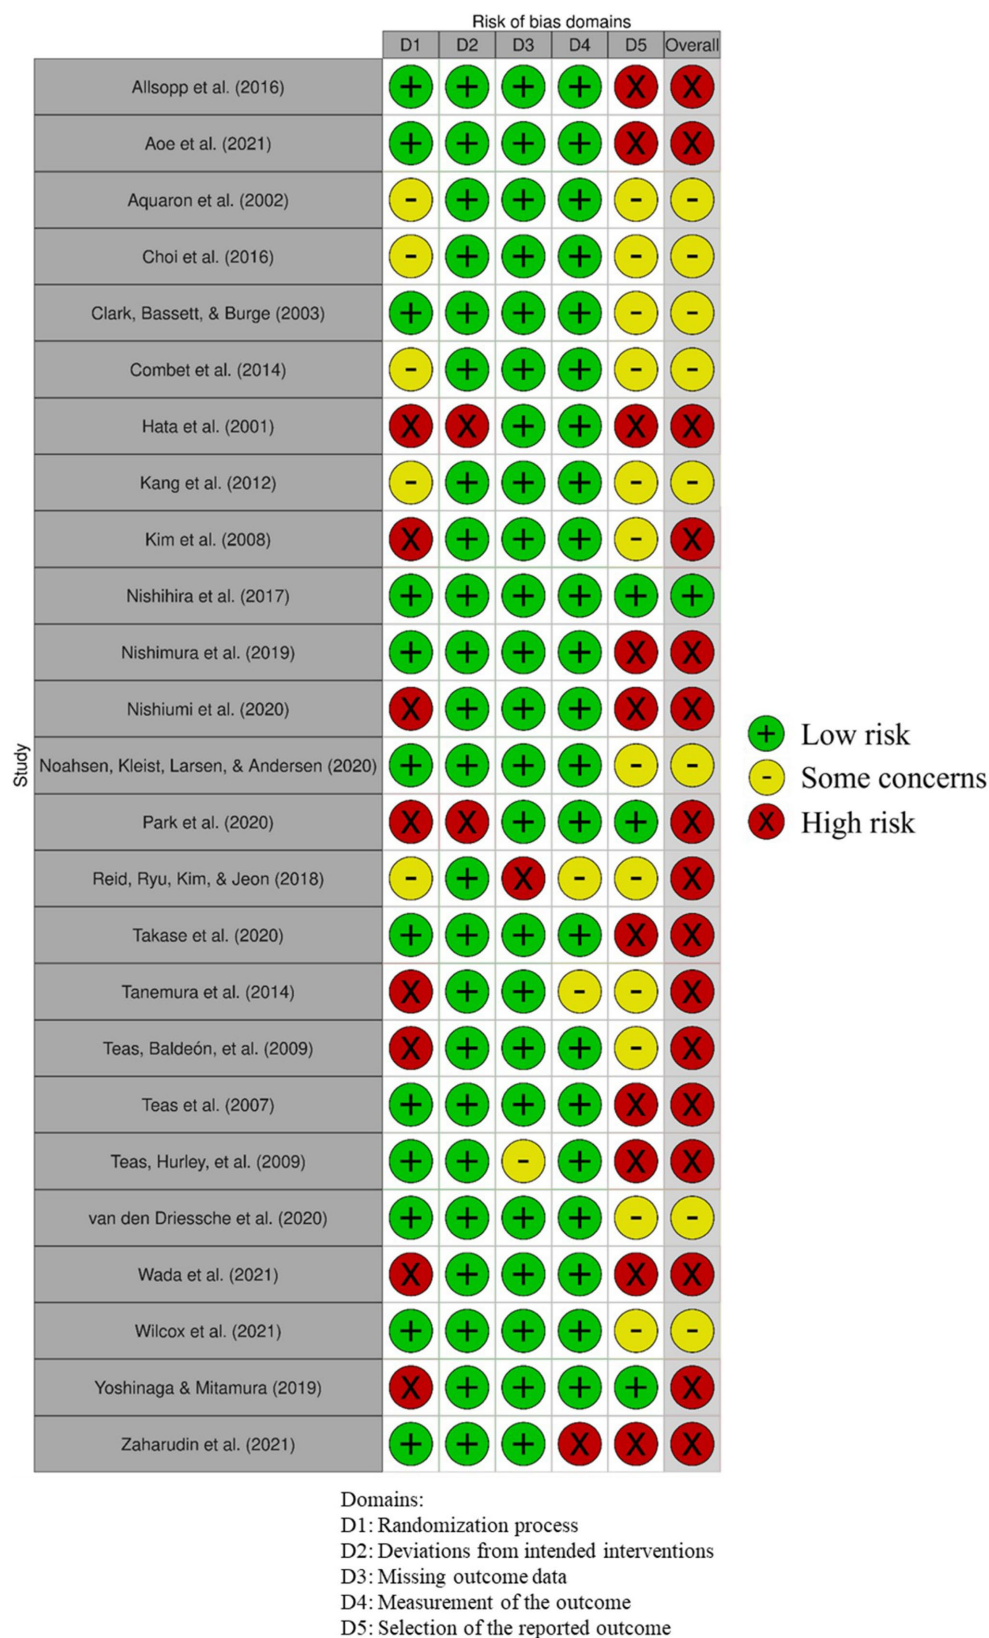 Risk of bias domains
D1 D2 D3 D4 D5 Overall
Allsopp et al. (2016) + + + + X X
Aoe et al. (2021) + + + + X X
Aquaron et al. (2002) - + + + - -
Choi et al. (2016) - + + + - -
Clark, Bassett, & Burge (2003) + + + + - -
Combet et al. (2014) - + + + - -
Hata et al. (2001) X X + + X X
Kang et al. (2012) - + + + - -
Kim et al. (2008) X + + + - X
Nishihira et al. (2017) + + + + + +
Nishimura et al. (2019) + + + + X X
Nishiumi et al. (2020) X + + + X X
Study
Noahsen, Kleist, Larsen, & Andersen (2020) + + + + - -
Park et al. (2020) X X + + + X
Reid, Ryu, Kim, & Jeon (2018) - + X - - X
Takase et al. (2020) + + + + X X
Tanemura et al. (2014) X + + - - X
Teas, Baldeón, et al. (2009) X + + + - X
Teas et al. (2007) + + + + X X
Teas, Hurley, et al. (2009) + + - + X X
van den Driessche et al. (2020) + + + + - -
Wada et al. (2021) X + + + X X
Wilcox et al. (2021) + + + + - -
Yoshinaga & Mitamura (2019) X + + + + X
Zaharudin et al. (2021) + + + X X X
+ Low risk
- Some concerns
X High risk
Domains:
D1: Randomization process
D2: Deviations from intended interventions
D3: Missing outcome data
D4: Measurement of the outcome
D5: Selection of the reported outcome